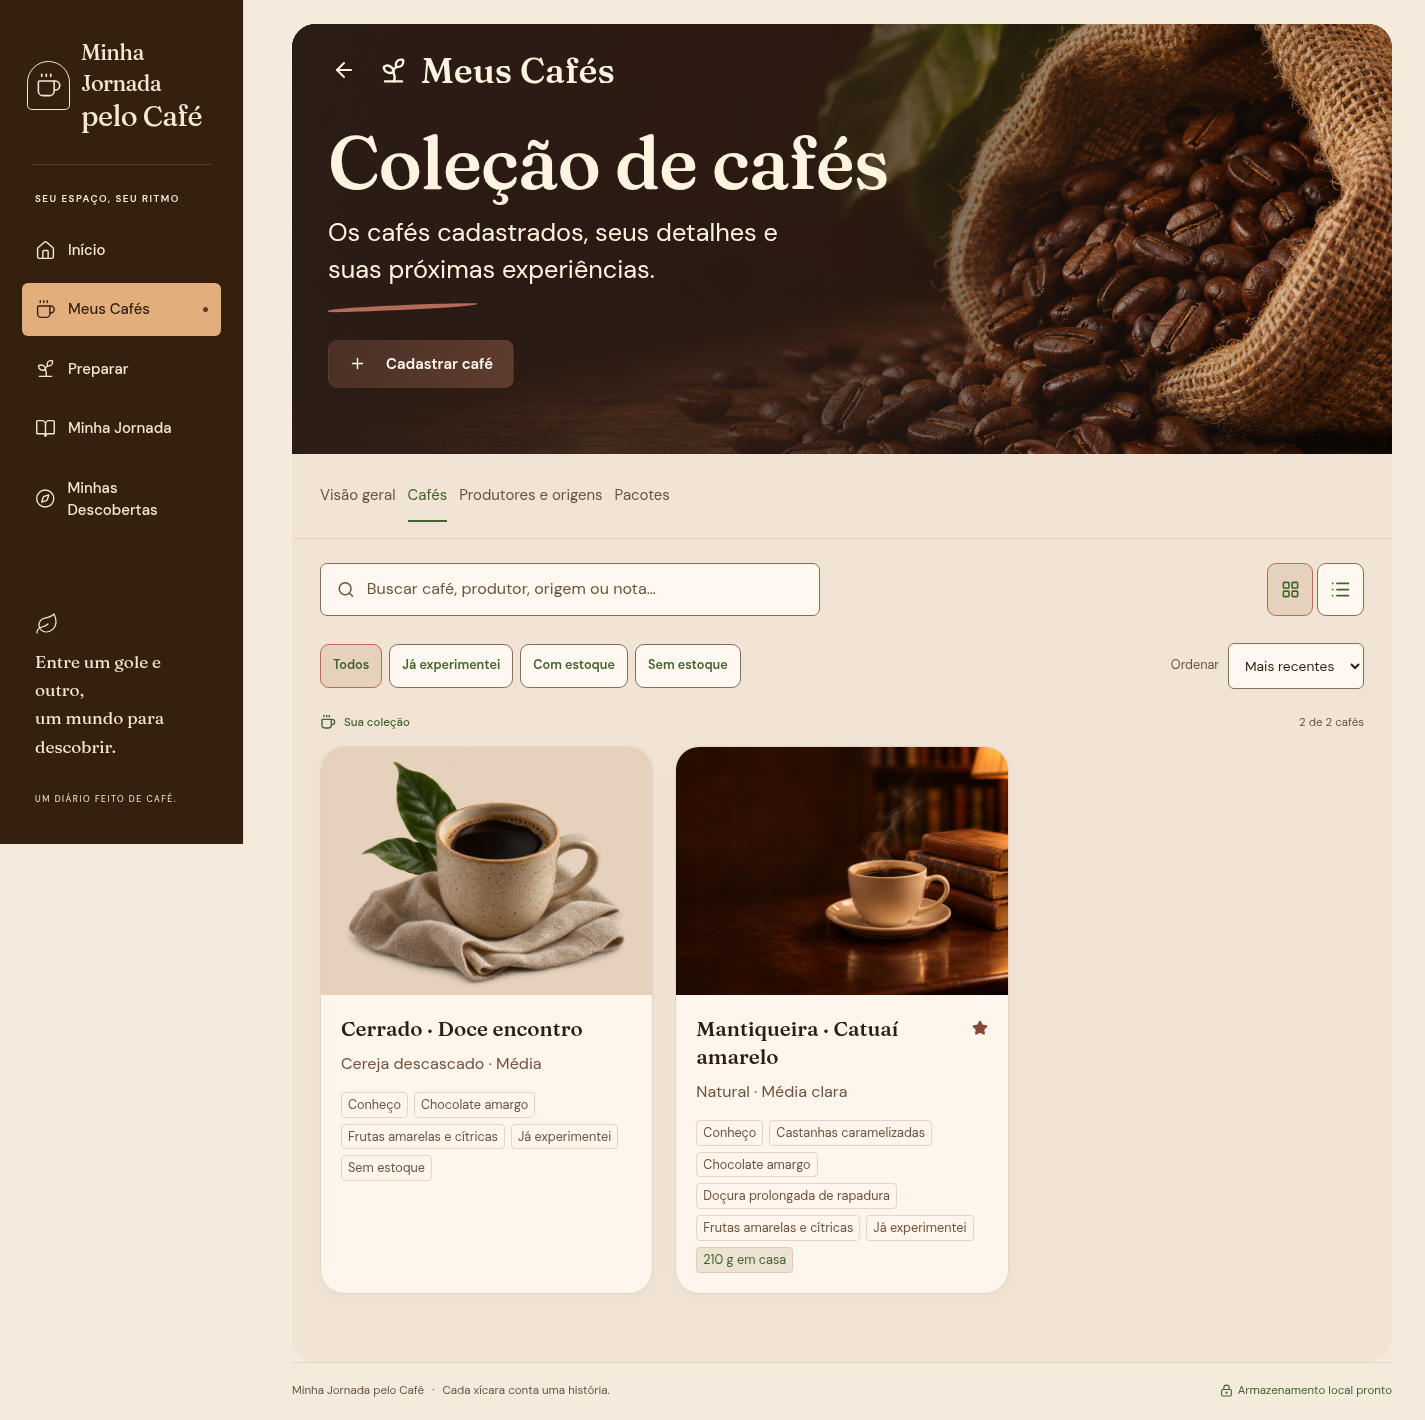 Minha
Jornada
pelo Café
SEU ESPAÇO, SEU RITMO
Início
Meus Cafés
Preparar
Minha Jornada
Minhas
Descobertas
Entre um gole e
outro,
um mundo para
descobrir.
UM DIÁRIO FEITO DE CAFÉ.
Meus Cafés
Coleção de cafés
Os cafés cadastrados, seus detalhes e
suas próximas experiências.
Cadastrar café
Visão geral Cafés Produtores e origens Pacotes
Buscar café, produtor, origem ou nota...
Todos Já experimentei Com estoque Sem estoque
Ordenar Mais recentes
Sua coleção
2 de 2 cafés
Cerrado · Doce encontro
Cereja descascado · Média
Conheço Chocolate amargo
Frutas amarelas e cítricas Já experimentei
Sem estoque
Mantiqueira · Catuaí
amarelo
Natural · Média clara
Conheço Castanhas caramelizadas
Chocolate amargo
Doçura prolongada de rapadura
Frutas amarelas e cítricas Já experimentei
210 g em casa
Minha Jornada pelo Café · Cada xícara conta uma história.
Armazenamento local pronto